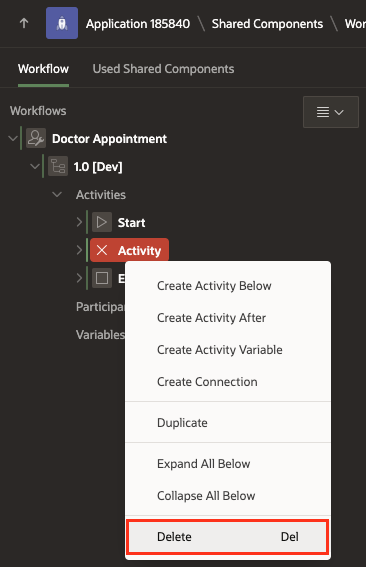 Application 185840 \ Shared Components \ Wor
Workflow Used Shared Components
Workflows
Doctor Appointment
1.0 [Dev]
Activities
Start
Activity
E
Participa
Variables
Create Activity Below
Create Activity After
Create Activity Variable
Create Connection
Duplicate
Expand All Below
Collapse All Below
Delete Del